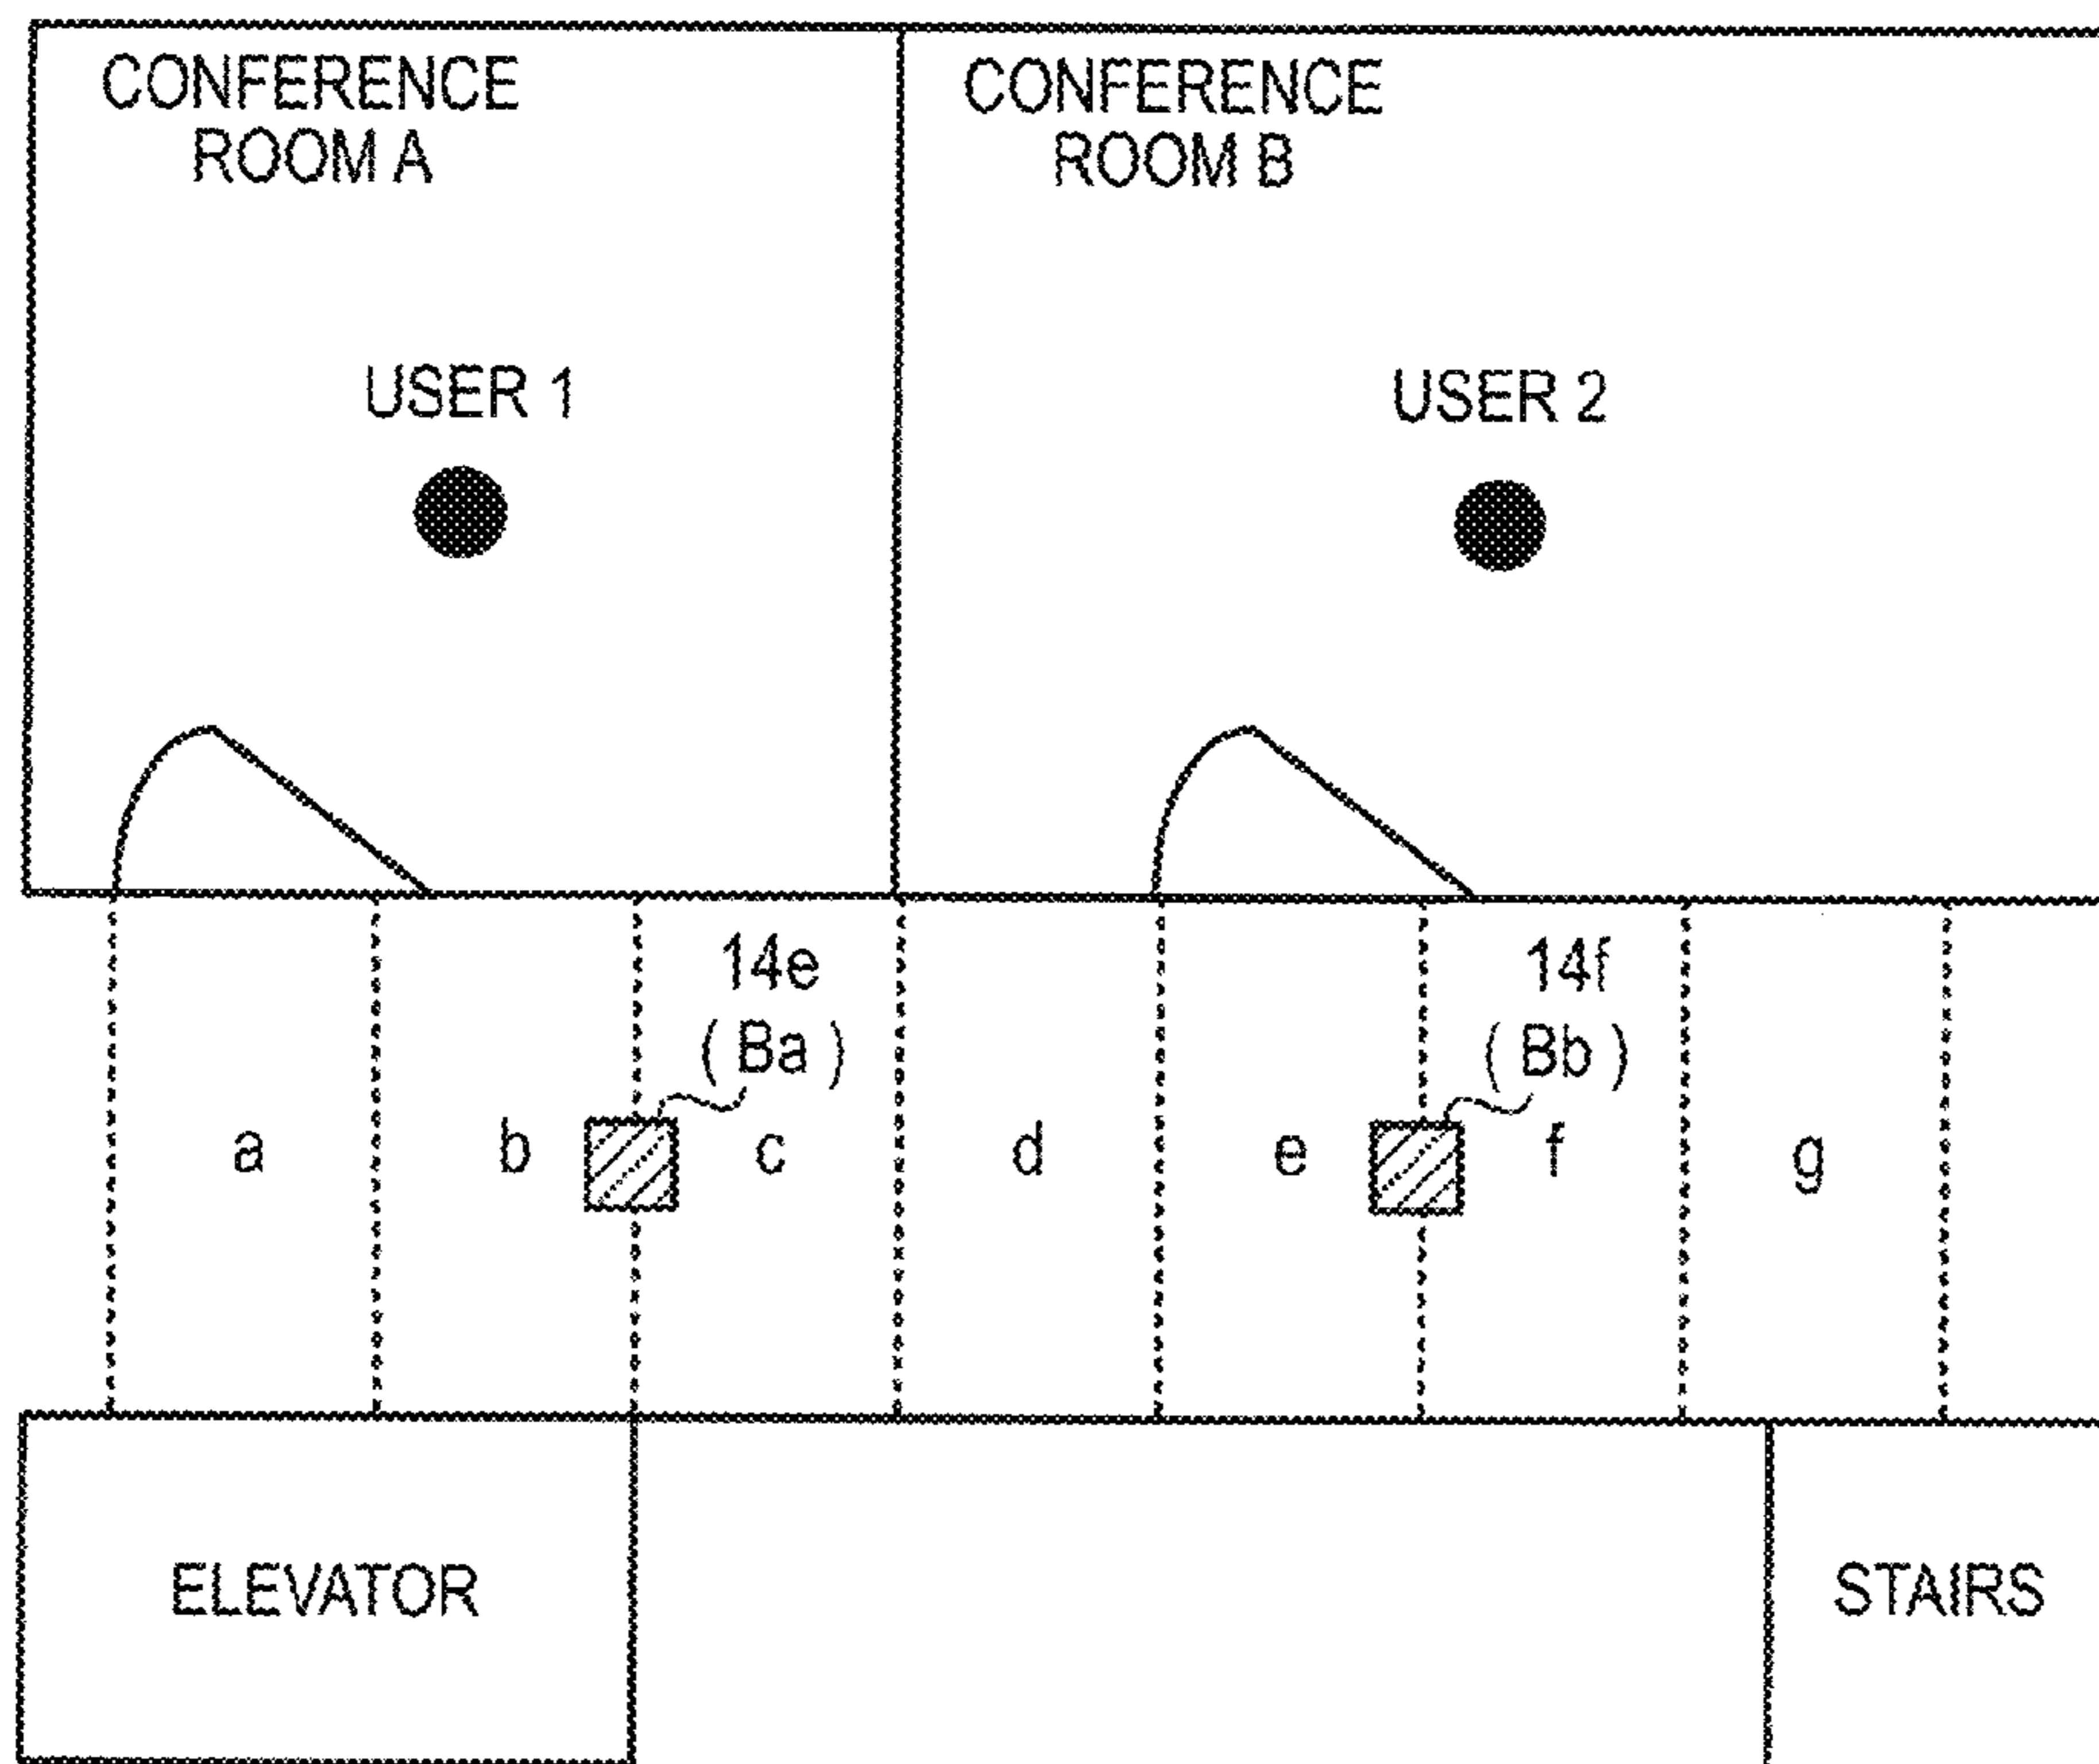 CONFERENCE
ROOM A
CONFERENCE
ROOM B
USER 1
USER 2
14e
(Ba)
14f
(Bb)
a
b
c
d
e
f
g
ELEVATOR
STAIRS